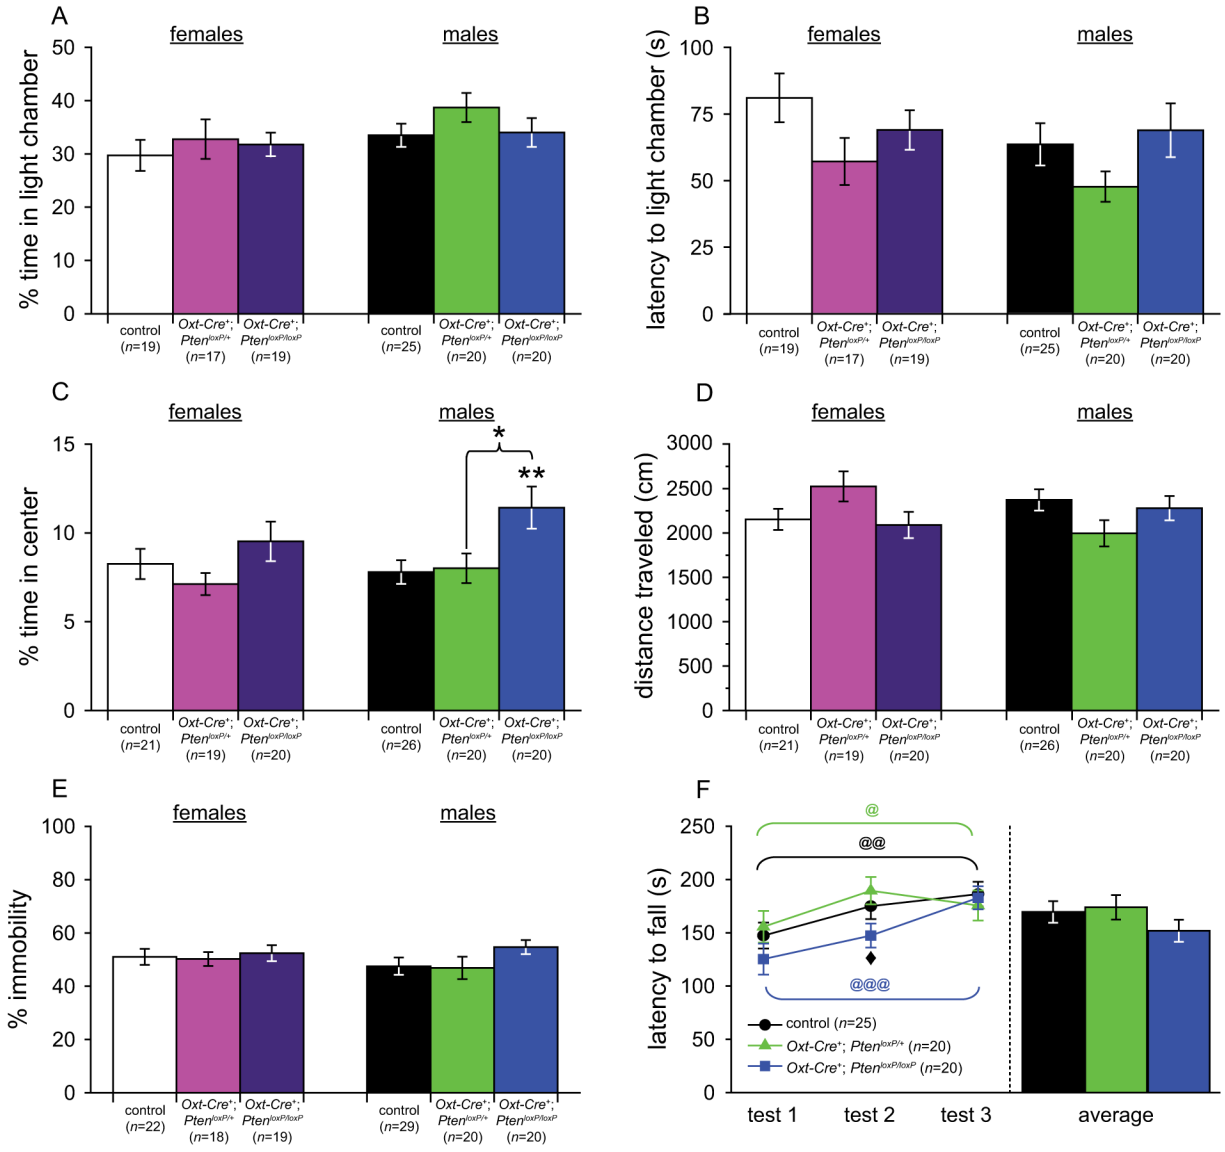 A
females
males
% time in light chamber
50
40
30
20
10
0
control
(n=19)
Oxt-Cre+;
PtenloxP/+
(n=17)
Oxt-Cre+;
PtenloxP/loxP
(n=19)
control
(n=25)
Oxt-Cre+;
PtenloxP/+
(n=20)
Oxt-Cre+;
PtenloxP/loxP
(n=20)
B
females
males
latency to light chamber (s)
100
75
50
25
0
control
(n=19)
Oxt-Cre+;
PtenloxP/+
(n=17)
Oxt-Cre+;
PtenloxP/loxP
(n=19)
control
(n=25)
Oxt-Cre+;
PtenloxP/+
(n=20)
Oxt-Cre+;
PtenloxP/loxP
(n=20)
C
females
males
*
**
% time in center
15
10
5
0
control
(n=21)
Oxt-Cre+;
PtenloxP/+
(n=19)
Oxt-Cre+;
PtenloxP/loxP
(n=20)
control
(n=26)
Oxt-Cre+;
PtenloxP/+
(n=20)
Oxt-Cre+;
PtenloxP/loxP
(n=20)
D
females
males
distance traveled (cm)
3000
2500
2000
1500
1000
500
0
control
(n=21)
Oxt-Cre+;
PtenloxP/+
(n=19)
Oxt-Cre+;
PtenloxP/loxP
(n=20)
control
(n=26)
Oxt-Cre+;
PtenloxP/+
(n=20)
Oxt-Cre+;
PtenloxP/loxP
(n=20)
E
females
males
% immobility
100
80
60
40
20
0
control
(n=22)
Oxt-Cre+;
PtenloxP/+
(n=18)
Oxt-Cre+;
PtenloxP/loxP
(n=19)
control
(n=29)
Oxt-Cre+;
PtenloxP/+
(n=20)
Oxt-Cre+;
PtenloxP/loxP
(n=20)
F
@
@@
@@@
latency to fall (s)
250
200
150
100
50
0
control (n=25)
Oxt-Cre+; PtenloxP/+ (n=20)
Oxt-Cre+; PtenloxP/loxP (n=20)
test 1
test 2
test 3
average